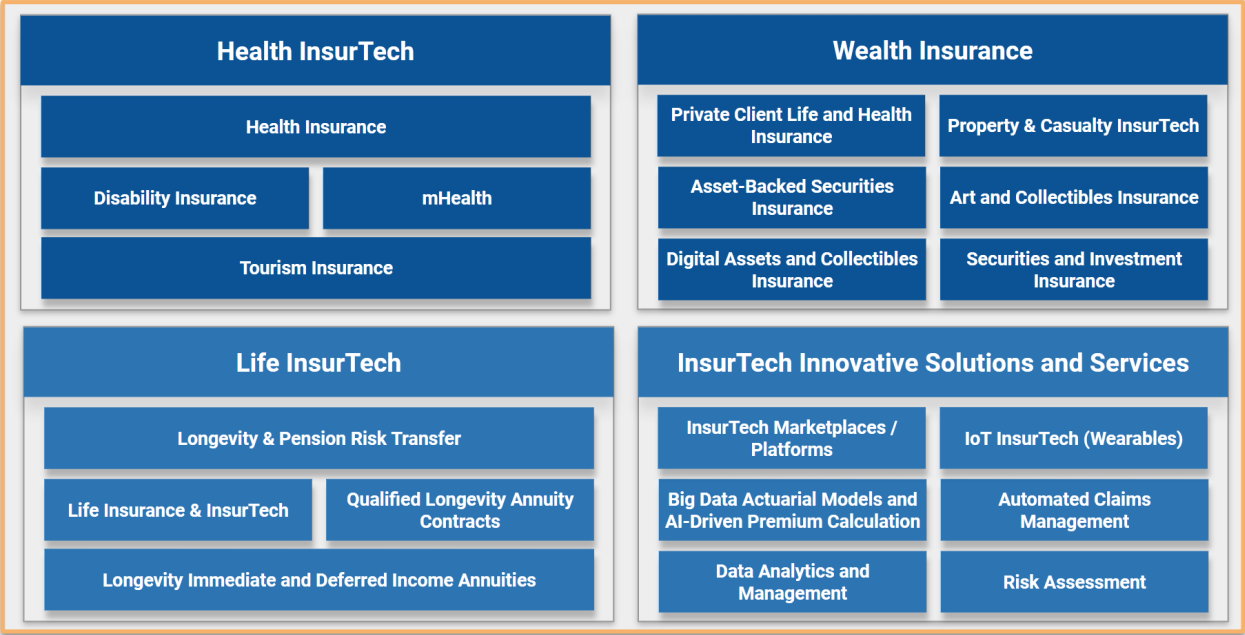 Health InsurTech
Health Insurance
Disability Insurance
mHealth
Tourism Insurance
Wealth Insurance
Private Client Life and Health
Insurance
Property & Casualty InsurTech
Asset-Backed Securities
Insurance
Art and Collectibles Insurance
Digital Assets and Collectibles
Insurance
Securities and Investment
Insurance
Life InsurTech
Longevity & Pension Risk Transfer
Life Insurance & InsurTech
Qualified Longevity Annuity
Contracts
Longevity Immediate and Deferred Income Annuities
InsurTech Innovative Solutions and Services
InsurTech Marketplaces /
Platforms
IoT InsurTech (Wearables)
Big Data Actuarial Models and
AI-Driven Premium Calculation
Automated Claims
Management
Data Analytics and
Management
Risk Assessment